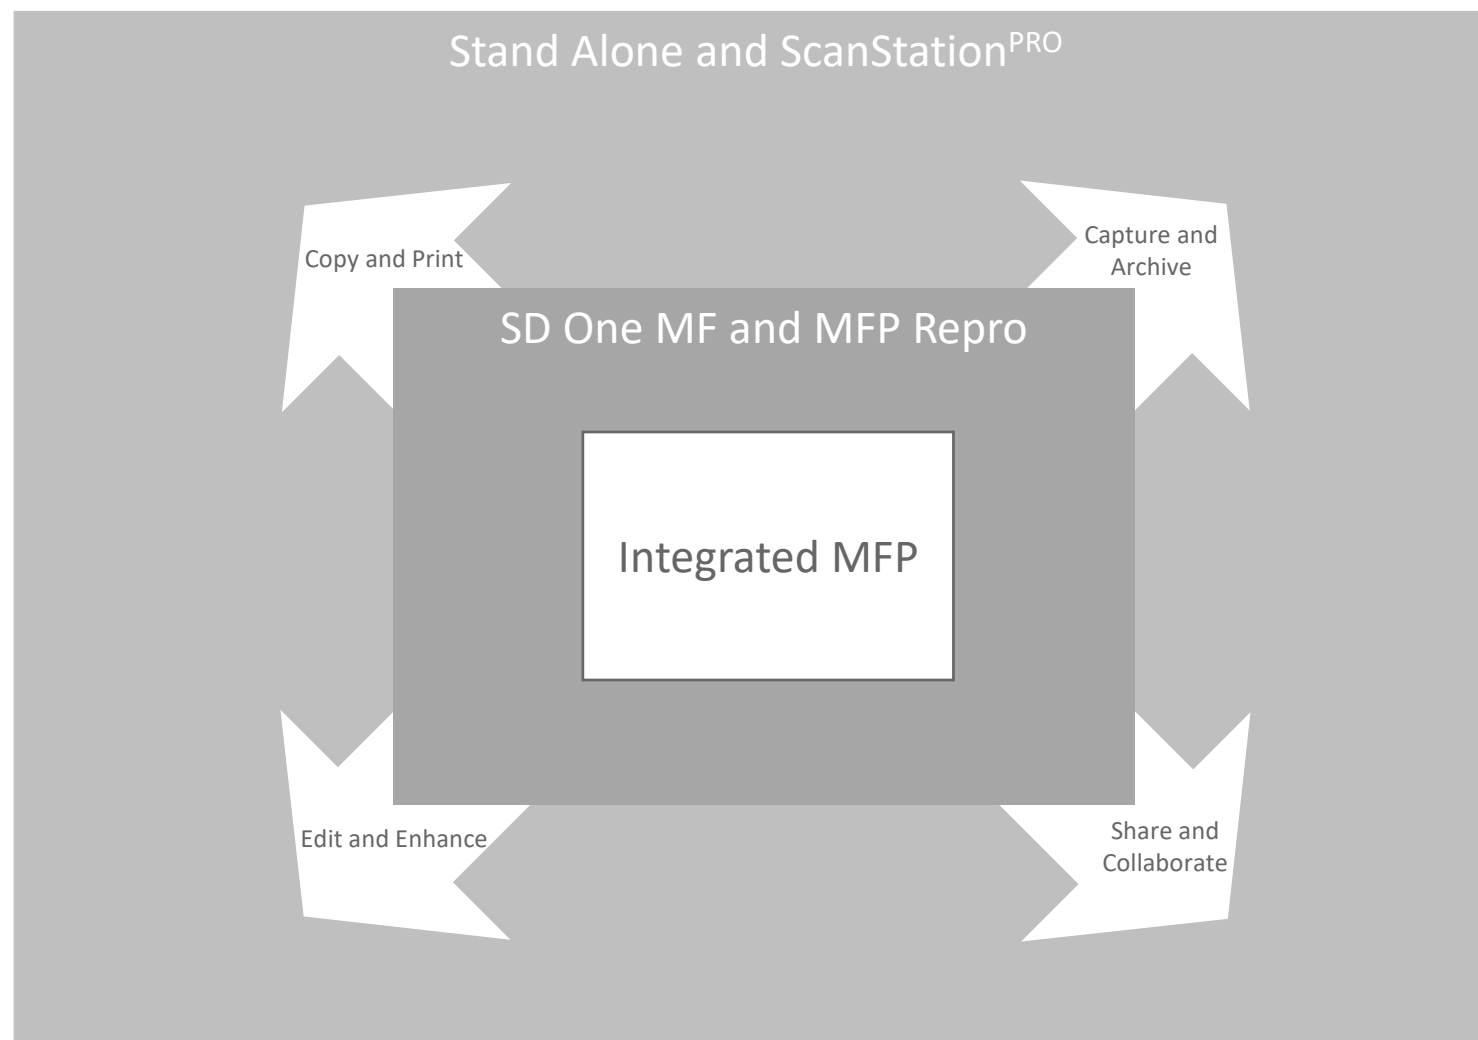 Stand Alone and ScanStationPRO
Copy and Print
Capture and
Archive
SD One MF and MFP Repro
Integrated MFP
Edit and Enhance
Share and
Collaborate